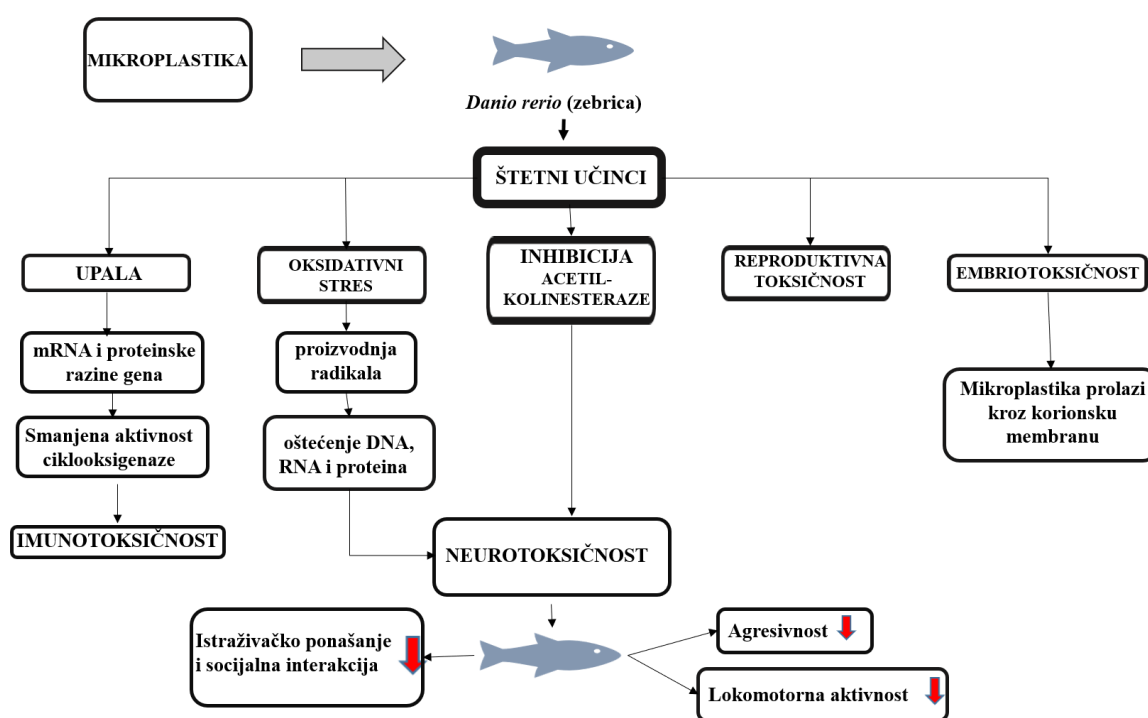 MIKROPLASTIKA
Danio rerio (zebrica)
ŠTETNI UČINCI
UPALA
OKSIDATIVNI
STRES
INHIBICIJA
ACETIL-
KOLINESTERAZE
REPRODUKTIVNA
TOKSIČNOST
EMBRIOTOKSIČNOST
mRNA i proteinske
razine gena
proizvodnja
radikala
Mikroplastika prolazi
kroz korionsku
membranu
Smanjena aktivnost
ciklooksigenaze
oštećenje DNA,
RNA i proteina
IMUNOTOKSIČNOST
NEUROTOKSIČNOST
Istraživačko ponašanje
i socijalna interakcija
Agresivnost
Lokomotorna aktivnost